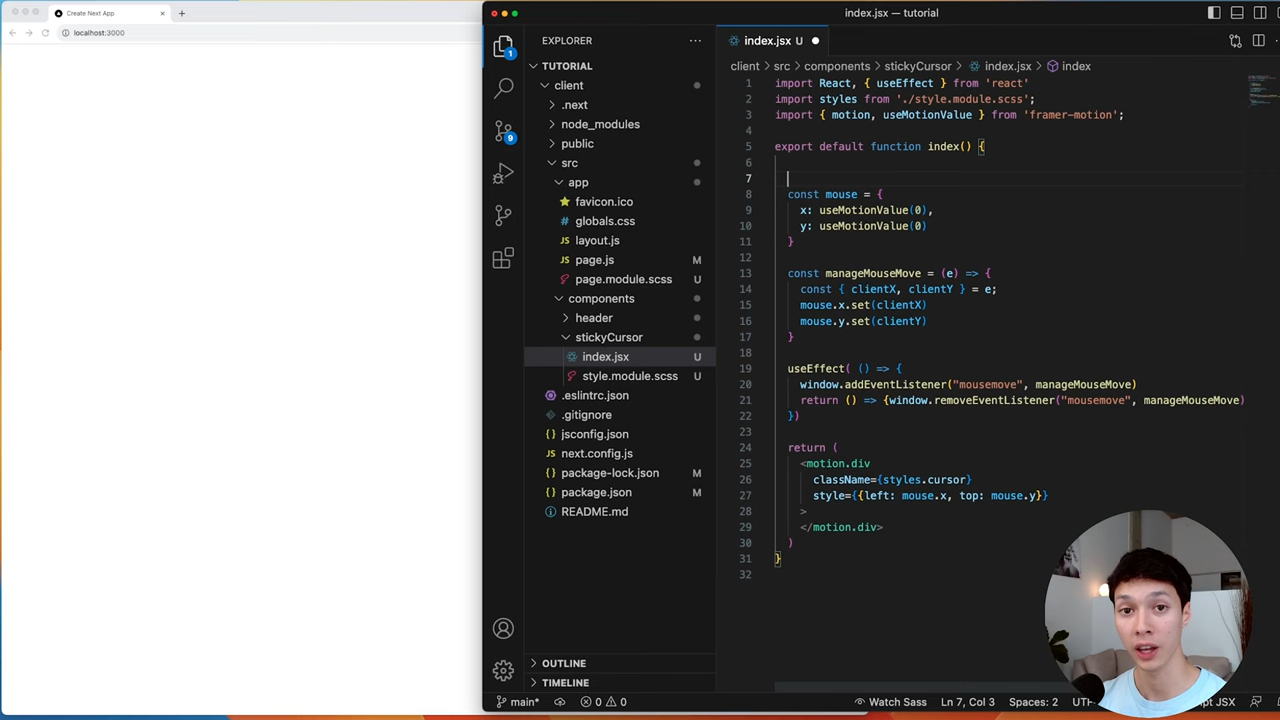 Create Next App
localhost:3000
index.jsx — tutorial
EXPLORER
TUTORIAL
client
.next
node_modules
public
src
app
favicon.ico
globals.css
layout.js
page.js M
page.module.scss U
components
header
stickyCursor
index.jsx U
style.module.scss U
.eslintrc.json
.gitignore
jsconfig.json
next.config.js
package-lock.json M
package.json M
README.md
OUTLINE
TIMELINE
1
9
index.jsx U
client > src > components > stickyCursor > index.jsx > index
1 import React, { useEffect } from 'react'
2 import styles from './style.module.scss';
3 import { motion, useMotionValue } from 'framer-motion';
4
5 export default function index() {
6
7
8 const mouse = {
9 x: useMotionValue(0),
10 y: useMotionValue(0)
11 }
12
13 const manageMouseMove = (e) => {
14 const { clientX, clientY } = e;
15 mouse.x.set(clientX)
16 mouse.y.set(clientY)
17 }
18
19 useEffect( () => {
20 window.addEventListener("mousemove", manageMouseMove)
21 return () => {window.removeEventListener("mousemove", manageMouseMove)
22 })
23
24 return (
25 <motion.div
26 className={styles.cursor}
27 style={{left: mouse.x, top: mouse.y}}
28 >
29 </motion.div>
30 )
31 }
32
main* 0 0 Watch Sass Ln 7, Col 3 Spaces: 2 JSX